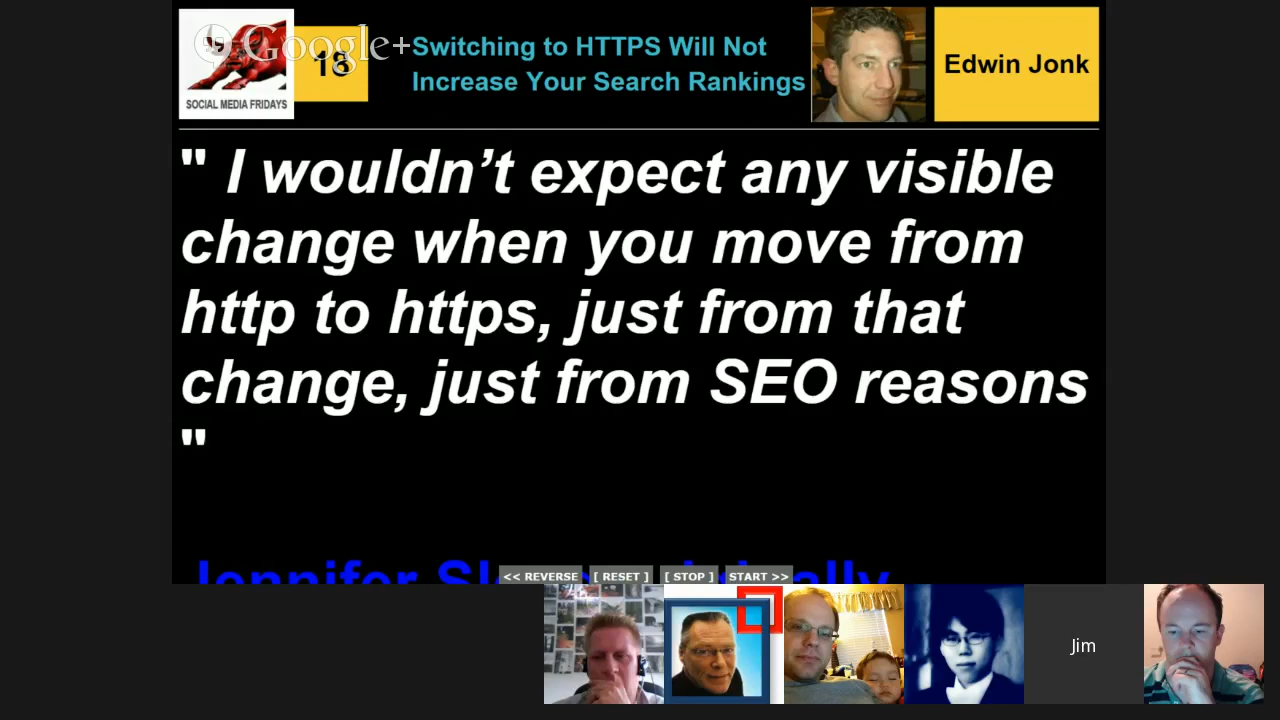 Google+
18
SOCIAL MEDIA FRIDAYS
Switching to HTTPS Will Not
Increase Your Search Rankings
Edwin Jonk
" I wouldn’t expect any visible
change when you move from
http to https, just from that
change, just from SEO reasons
"
Jennifer
<< REVERSE
[ RESET ]
[ STOP ]
START >>
Jim